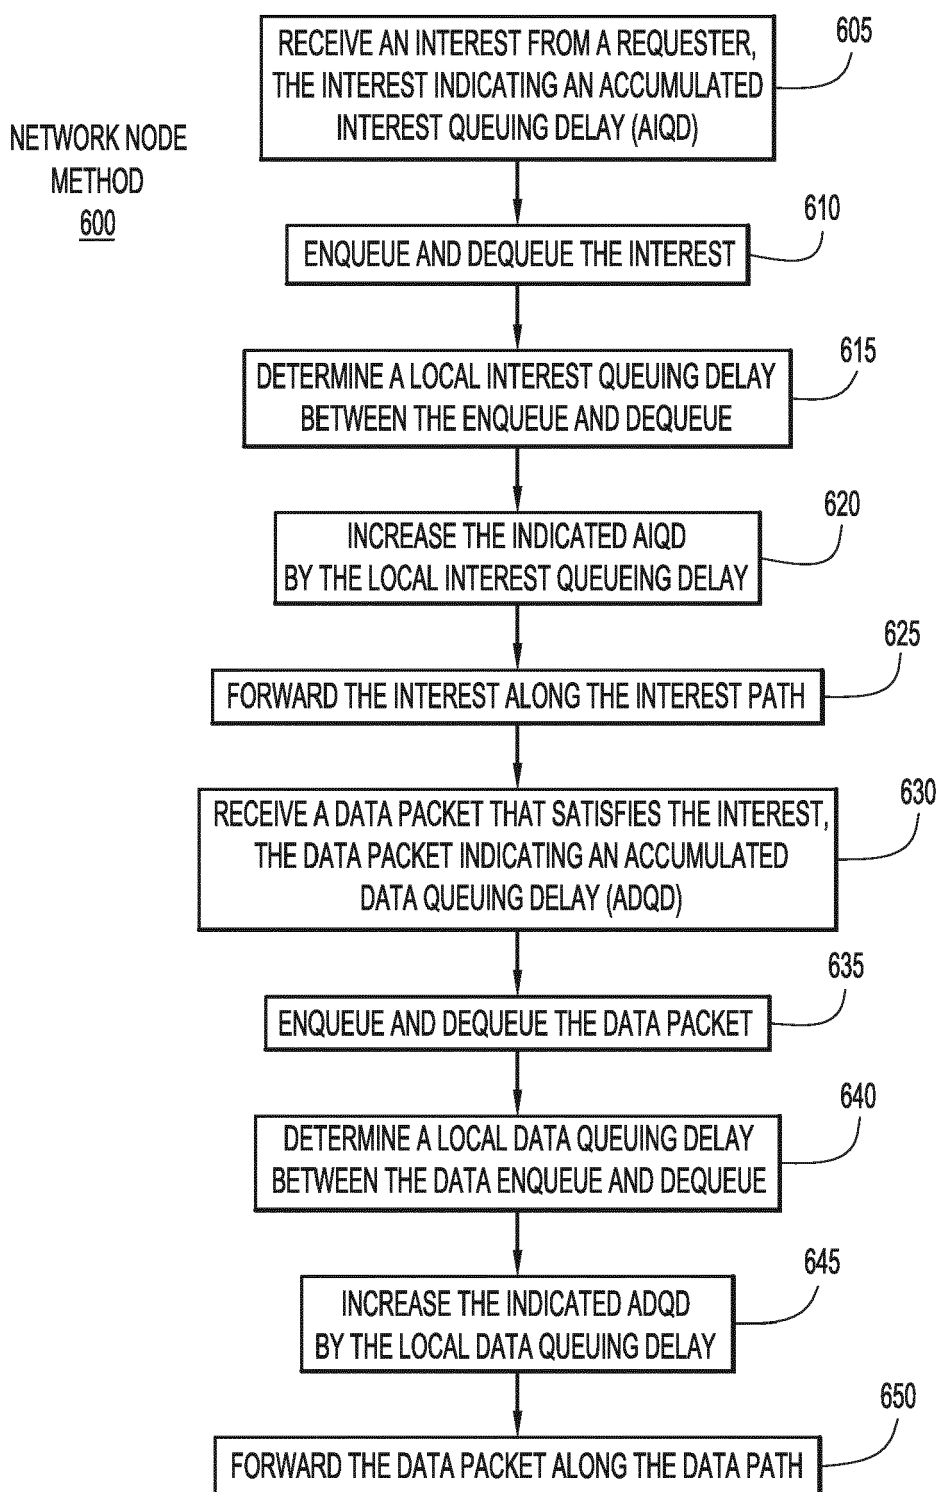 RECEIVE AN INTEREST FROM A REQUESTER,
THE INTEREST INDICATING AN ACCUMULATED
INTEREST QUEUING DELAY (AIQD)
605
NETWORK NODE
METHOD
600
ENQUEUE AND DEQUEUE THE INTEREST
610
DETERMINE A LOCAL INTEREST QUEUING DELAY
BETWEEN THE ENQUEUE AND DEQUEUE
615
INCREASE THE INDICATED AIQD
BY THE LOCAL INTEREST QUEUEING DELAY
620
FORWARD THE INTEREST ALONG THE INTEREST PATH
625
RECEIVE A DATA PACKET THAT SATISFIES THE INTEREST,
THE DATA PACKET INDICATING AN ACCUMULATED
DATA QUEUING DELAY (ADQD)
630
ENQUEUE AND DEQUEUE THE DATA PACKET
635
DETERMINE A LOCAL DATA QUEUING DELAY
BETWEEN THE DATA ENQUEUE AND DEQUEUE
640
INCREASE THE INDICATED ADQD
BY THE LOCAL DATA QUEUING DELAY
645
FORWARD THE DATA PACKET ALONG THE DATA PATH
650